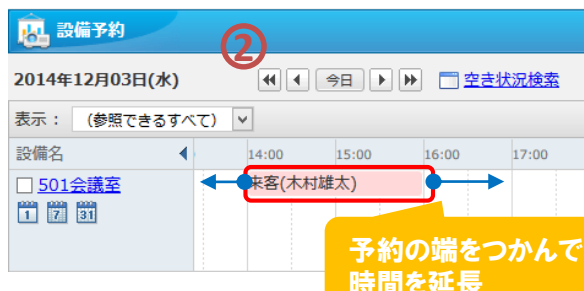 設備予約
②
2014年12月03日(水)
今日
空き状況検索
表示： (参照できるすべて)
設備名
14:00 15:00 16:00 17:00
501会議室
来客(木村雄太)
1 7 31
予約の端をつかんで
時間を延長